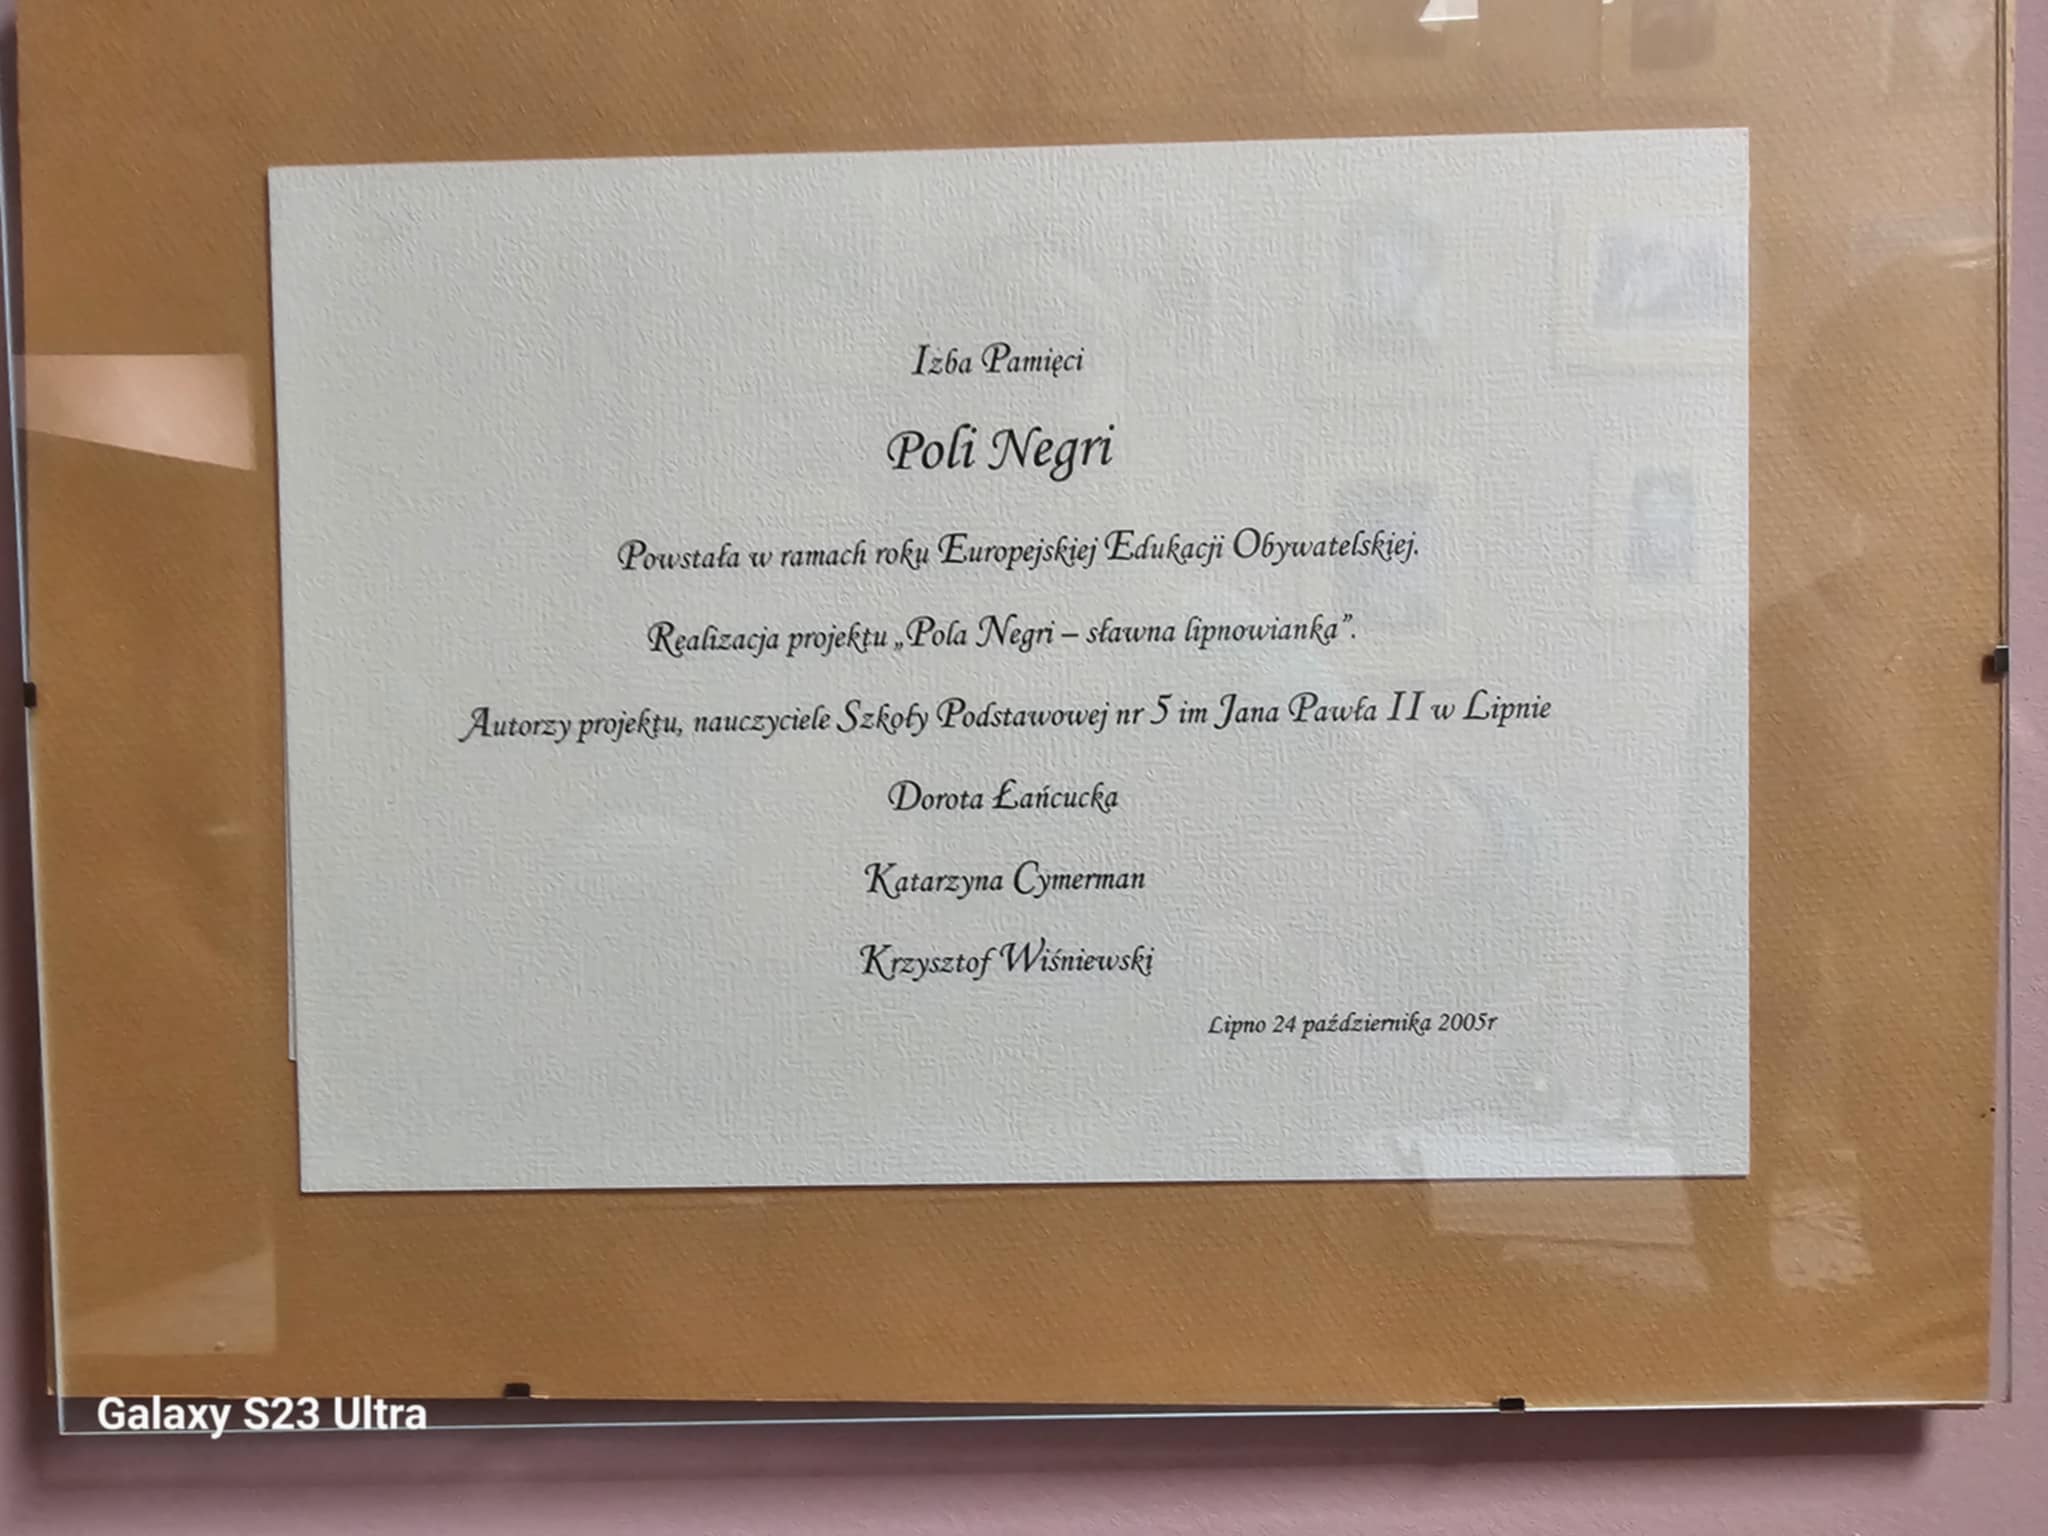 Izba Pamięci
Poli Negri
Powstała w ramach roku Europejskiej Edukacji Obywatelskiej.
Realizacja projektu „Pola Negri – sławna lipnowianka”.
Autorzy projektu, nauczyciele Szkoły Podstawowej nr 5 im Jana Pawła II w Lipnie
Dorota Łańcucka
Katarzyna Cymerman
Krzysztof Wiśniewski
Lipno 24 października 2005r
Galaxy S23 Ultra